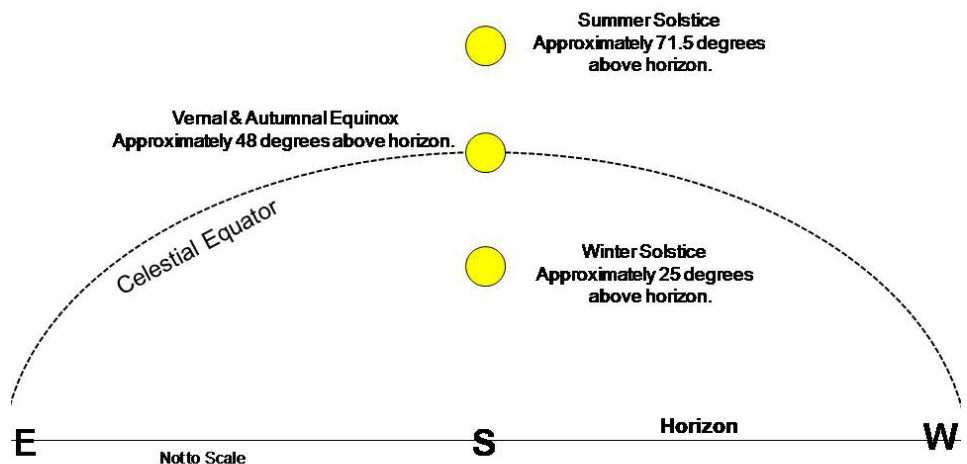 Summer Solstice
Approximately 71.5 degrees
above horizon.
Vernal & Autumnal Equinox
Approximately 48 degrees above horizon.
Celestial Equator
Winter Solstice
Approximately 25 degrees
above horizon.
E
S
Horizon
W
Not to Scale